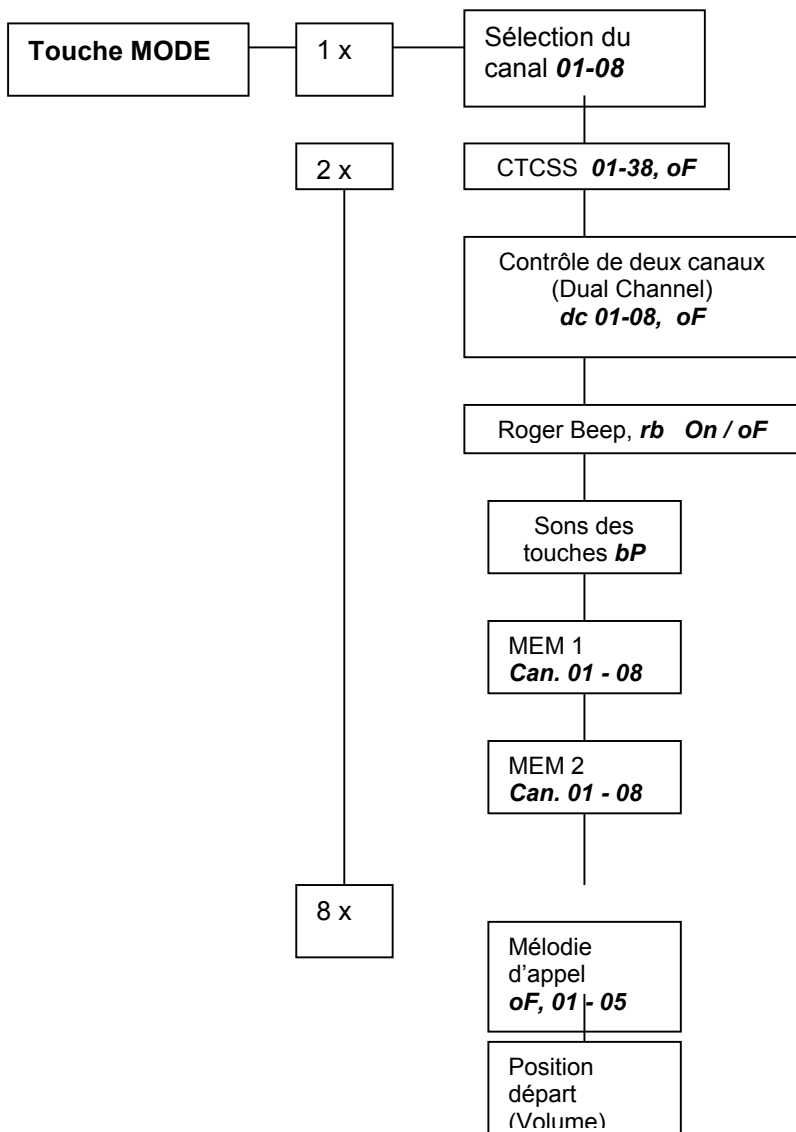 Touche MODE
1 x
Sélection du
canal 01-08
2 x
CTCSS 01-38, oF
Contrôle de deux canaux
(Dual Channel)
dc 01-08, oF
Roger Beep, rb On / oF
Sons des
touches bP
MEM 1
Can. 01 - 08
MEM 2
Can. 01 - 08
8 x
Mélodie
d’appel
oF, 01 - 05
Position
départ
(Volume)